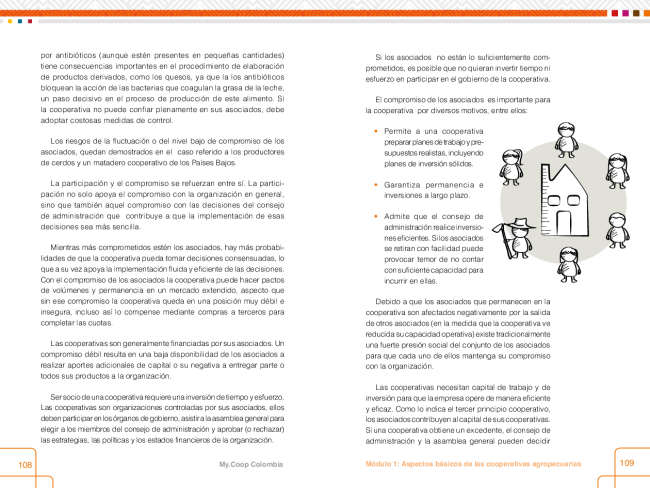 por antibióticos (aunque estén presentes en pequeñas cantidades)
tiene consecuencias importantes en el procedimiento de elaboración
de productos derivados, como los quesos, ya que la los antibióticos
bloquean la acción de las bacterias que coagulan la grasa de la leche,
un paso decisivo en el proceso de producción de este alimento. Si
la cooperativa no puede confiar plenamente en sus asociados, debe
adoptar costosas medidas de control.
Los riesgos de la fluctuación o del nivel bajo de compromiso de los
asociados, quedan demostrados en el caso referido a los productores
de cerdos y un matadero cooperativo de los Países Bajos.
La participación y el compromiso se refuerzan entre sí. La partici-
pación no solo apoya el compromiso con la organización en general,
sino que también aquel compromiso con las decisiones del consejo
de administración que contribuye a que la implementación de esas
decisiones sea más sencilla.
Mientras más comprometidos estén los asociados, hay más probabi-
lidades de que la cooperativa pueda tomar decisiones consensuadas, lo
que a su vez apoya la implementación fluida y eficiente de las decisiones.
Con el compromiso de los asociados la cooperativa puede hacer pactos
de volúmenes y permanencia en un mercado extendido, aspecto que
sin ese compromiso la cooperativa queda en una posición muy débil e
insegura, incluso así lo compense mediante compras a terceros para
completar las cuotas.
Las cooperativas son generalmente financiadas por sus asociados. Un
compromiso débil resulta en una baja disponibilidad de los asociados a
realizar aportes adicionales de capital o su negativa a entregar parte o
todos sus productos a la organización.
Ser socio de una cooperativa requiere una inversión de tiempo y esfuerzo.
Las cooperativas son organizaciones controladas por sus asociados, ellos
deben participar en los órganos de gobierno, asistir a la asamblea general para
elegir a los miembros del consejo de administración y aprobar (o rechazar)
las estrategias, las políticas y los estados financieros de la organización.
108
My.Coop Colombia
Si los asociados no están lo suficientemente com-
prometidos, es posible que no quieran invertir tiempo ni
esfuerzo en participar en el gobierno de la cooperativa.
El compromiso de los asociados es importante para
la cooperativa por diversos motivos, entre ellos:
• Permite a una cooperativa
preparar planes de trabajo y pre-
supuestos realistas, incluyendo
planes de inversión sólidos.
• Garantiza permanencia e
inversiones a largo plazo.
• Admite que el consejo de
administración realice inversio-
nes eficientes. Si los asociados
se retiran con facilidad puede
provocar temor de no contar
con suficiente capacidad para
incurrir en ellas.
Debido a que los asociados que permanecen en la
cooperativa son afectados negativamente por la salida
de otros asociados (en la medida que la cooperativa ve
reducida su capacidad operativa) existe tradicionalmente
una fuerte presión social del conjunto de los asociados
para que cada uno de ellos mantenga su compromiso
con la organización.
Las cooperativas necesitan capital de trabajo y de
inversión para que la empresa opere de manera eficiente
y eficaz. Como lo indica el tercer principio cooperativo,
los asociados contribuyen al capital de sus cooperativas.
Si una cooperativa obtiene un excedente, el consejo de
administración y la asamblea general pueden decidir
Módulo 1: Aspectos básicos de las cooperativas agropecuarias
109